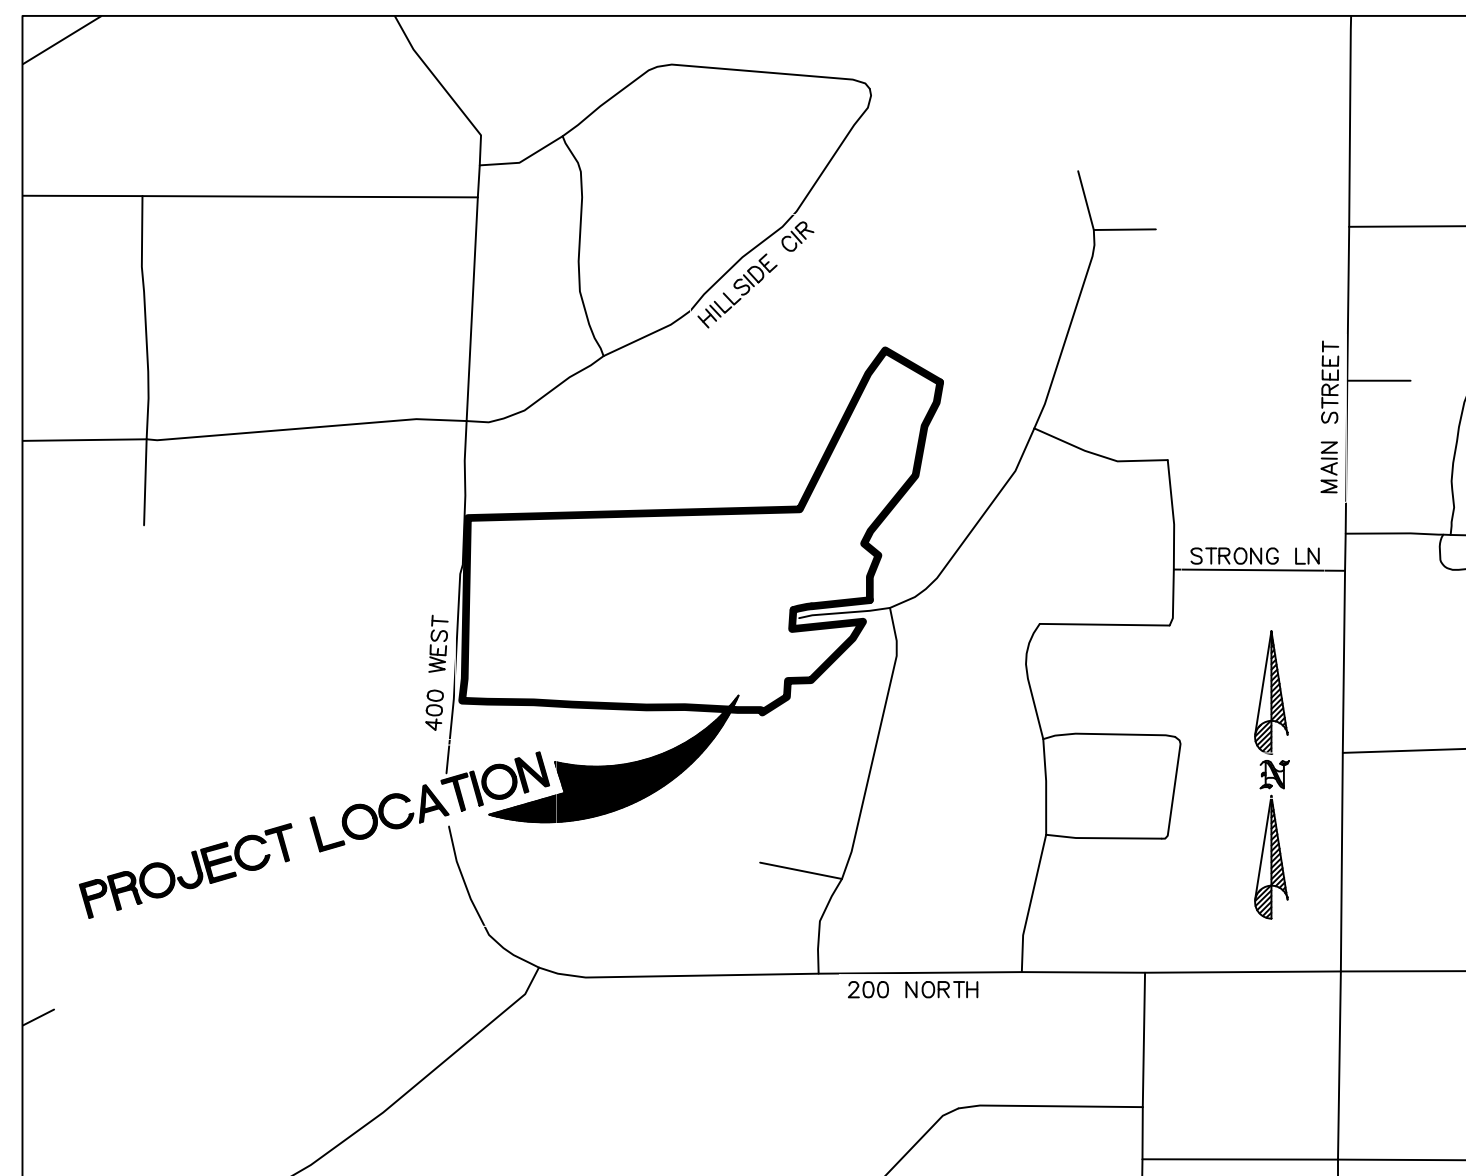 HILLSIDE CIR
MAIN STREET
STRONG LN
400 WEST
PROJECT LOCATION
N
200 NORTH